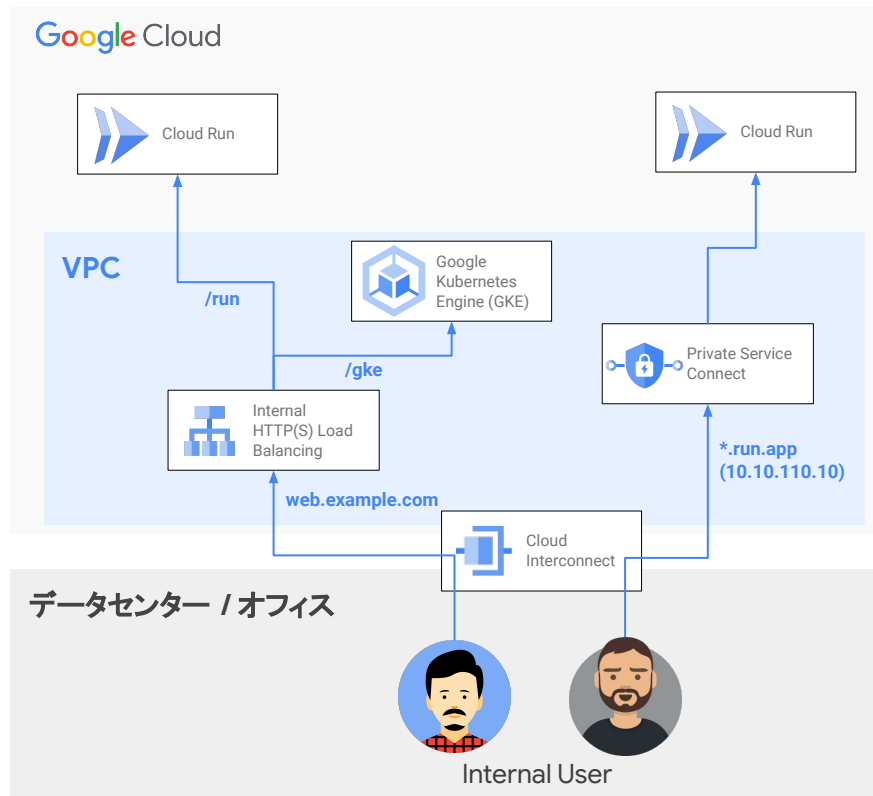 Google Cloud
Cloud Run
Cloud Run
VPC
Google
Kubernetes
Engine (GKE)
/run
Private Service
Connect
/gke
Internal
HTTP(S) Load
Balancing
*.run.app
(10.10.110.10)
web.example.com
Cloud
Interconnect
データセンター / オフィス
Internal User